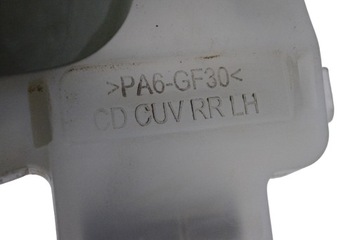 >PA6-GF30<
CD CUV RR LH